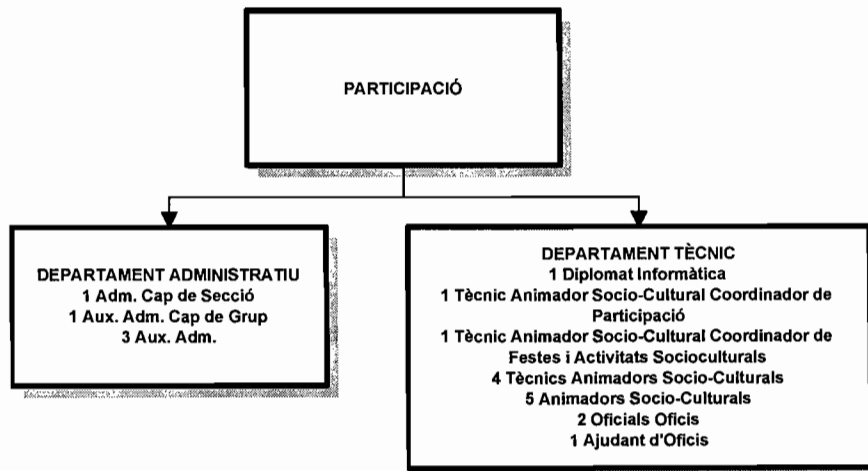 PARTICIPACIÓ
DEPARTAMENT ADMINISTRATIU
1 Adm. Cap de Secció
1 Aux. Adm. Cap de Grup
3 Aux. Adm.
DEPARTAMENT TÈCNIC
1 Diplomat Informàtica
1 Tècnic Animador Socio-Cultural Coordinador de
Participació
1 Tècnic Animador Socio-Cultural Coordinador de
Festes i Activitats Socioculturals
4 Tècnics Animadors Socio-Culturals
5 Animadors Socio-Culturals
2 Oficials Oficis
1 Ajudant d'Oficis